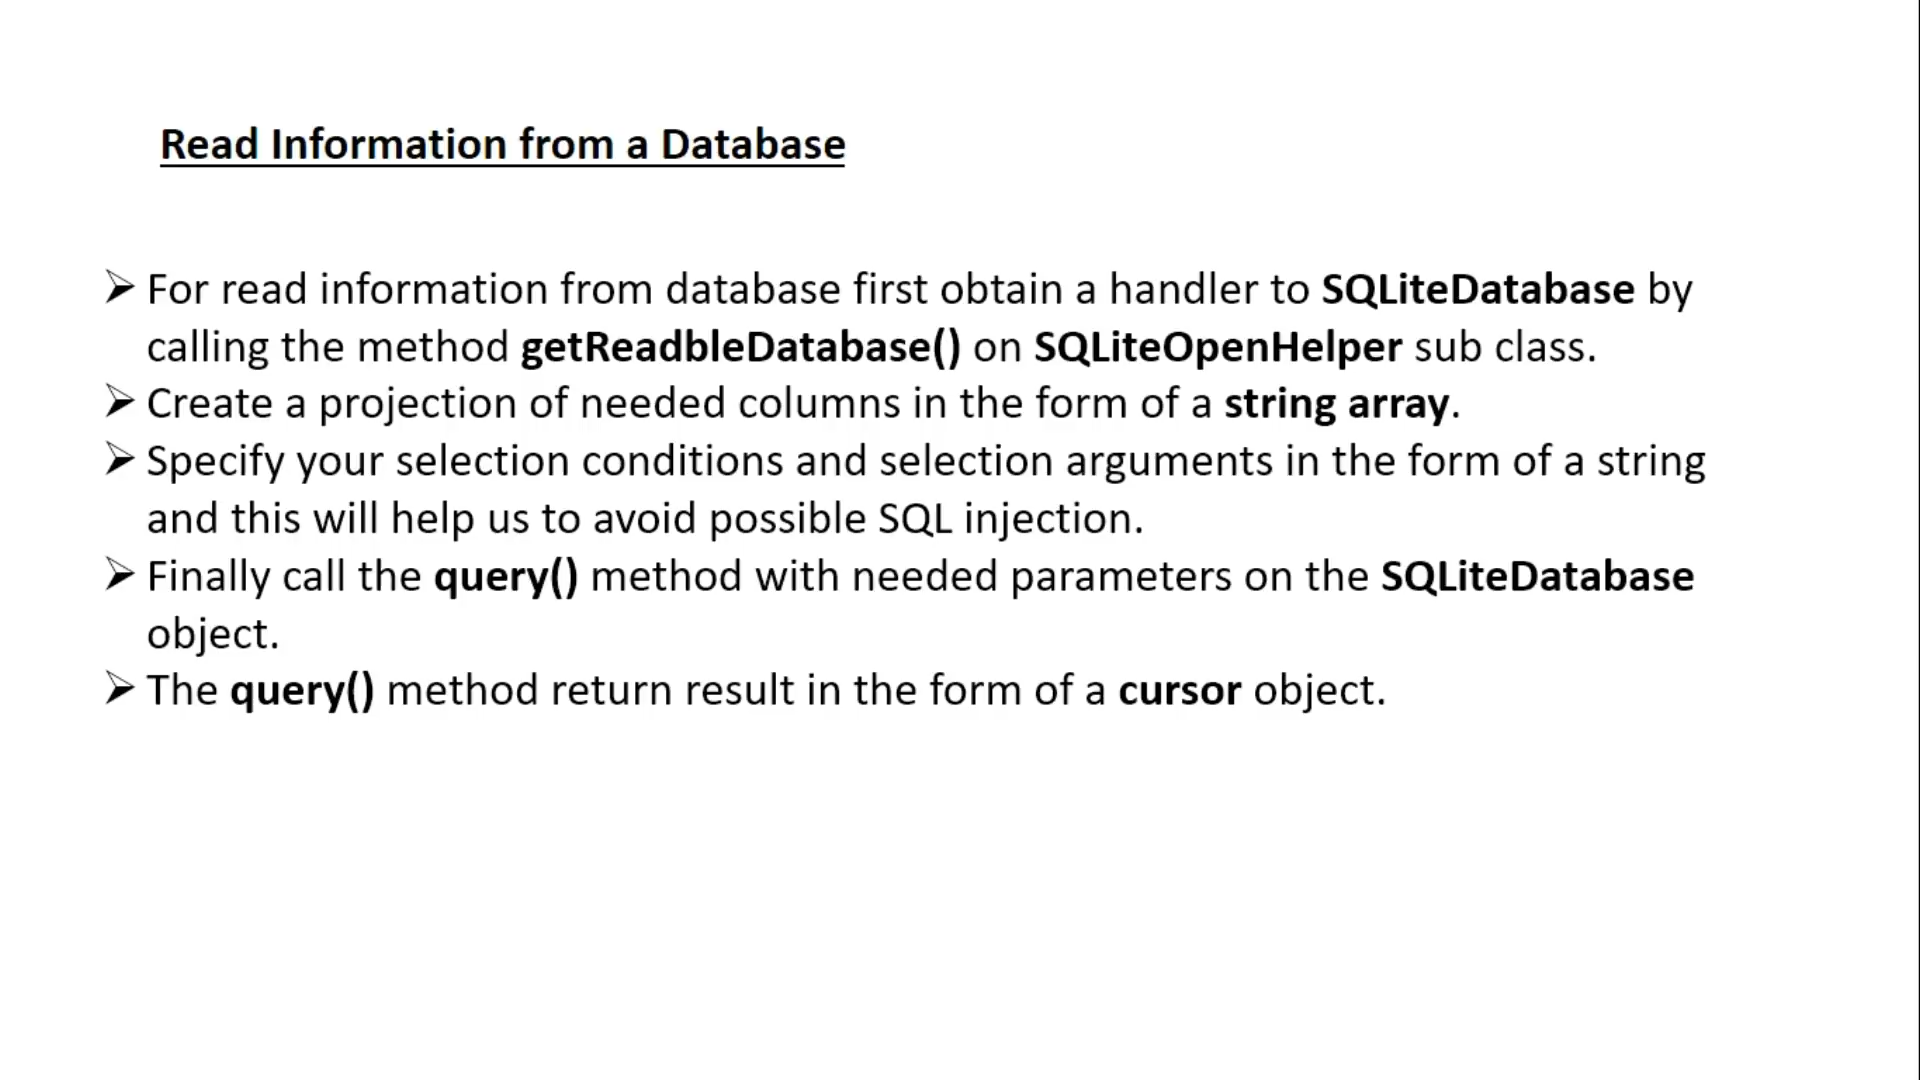 Read Information from a Database
➢ For read information from database first obtain a handler to SQLiteDatabase by
calling the method getReadbleDatabase() on SQLiteOpenHelper sub class.
➢ Create a projection of needed columns in the form of a string array.
➢ Specify your selection conditions and selection arguments in the form of a string
and this will help us to avoid possible SQL injection.
➢ Finally call the query() method with needed parameters on the SQLiteDatabase
object.
➢ The query() method return result in the form of a cursor object.